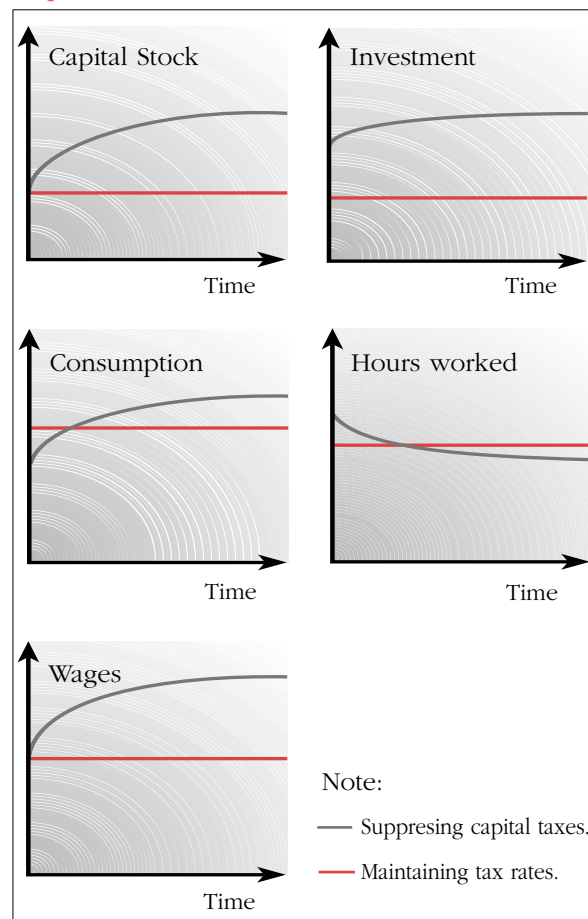 Capital Stock
Investment
Time
Time
Consumption
Hours worked
Time
Time
Wages
Time
Note:
Suppresing capital taxes.
Maintaining tax rates.